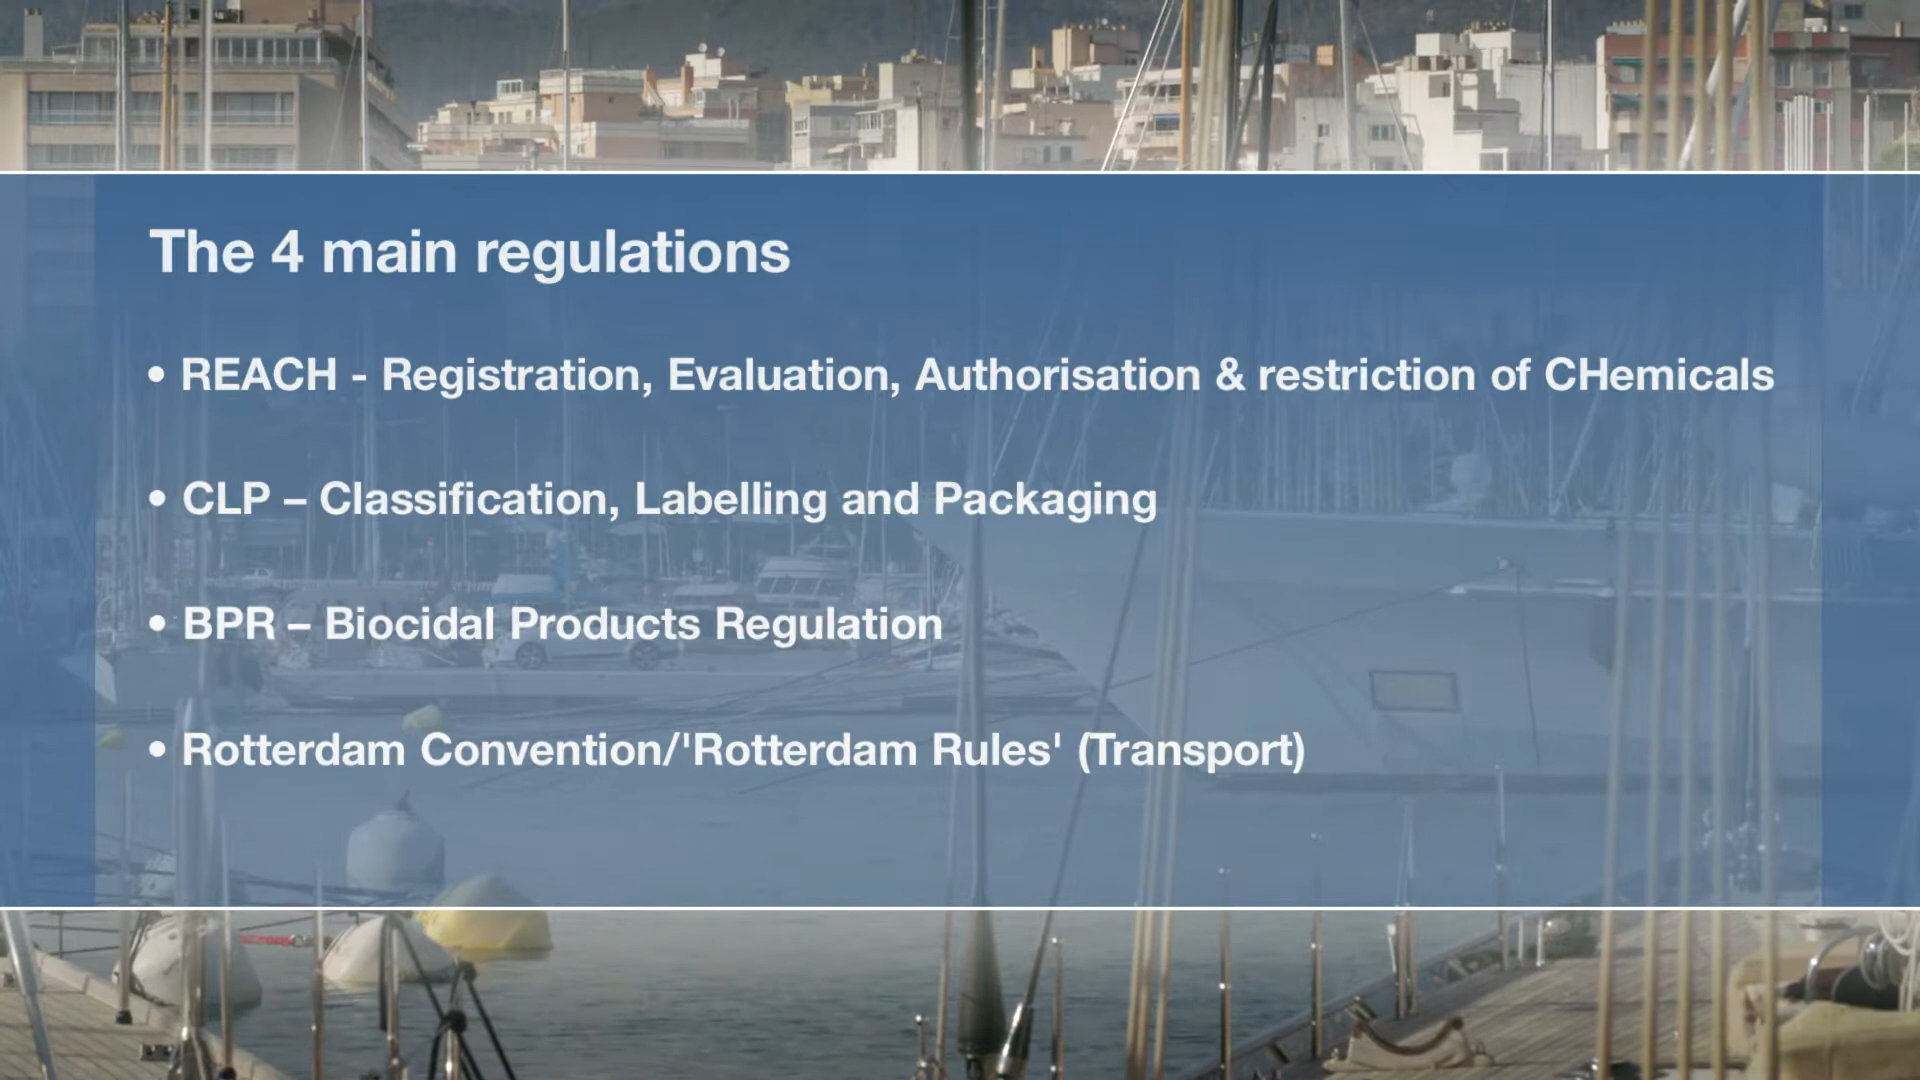 The 4 main regulations
• REACH - Registration, Evaluation, Authorisation & restriction of CHemicals
• CLP – Classification, Labelling and Packaging
• BPR – Biocidal Products Regulation
• Rotterdam Convention/'Rotterdam Rules' (Transport)